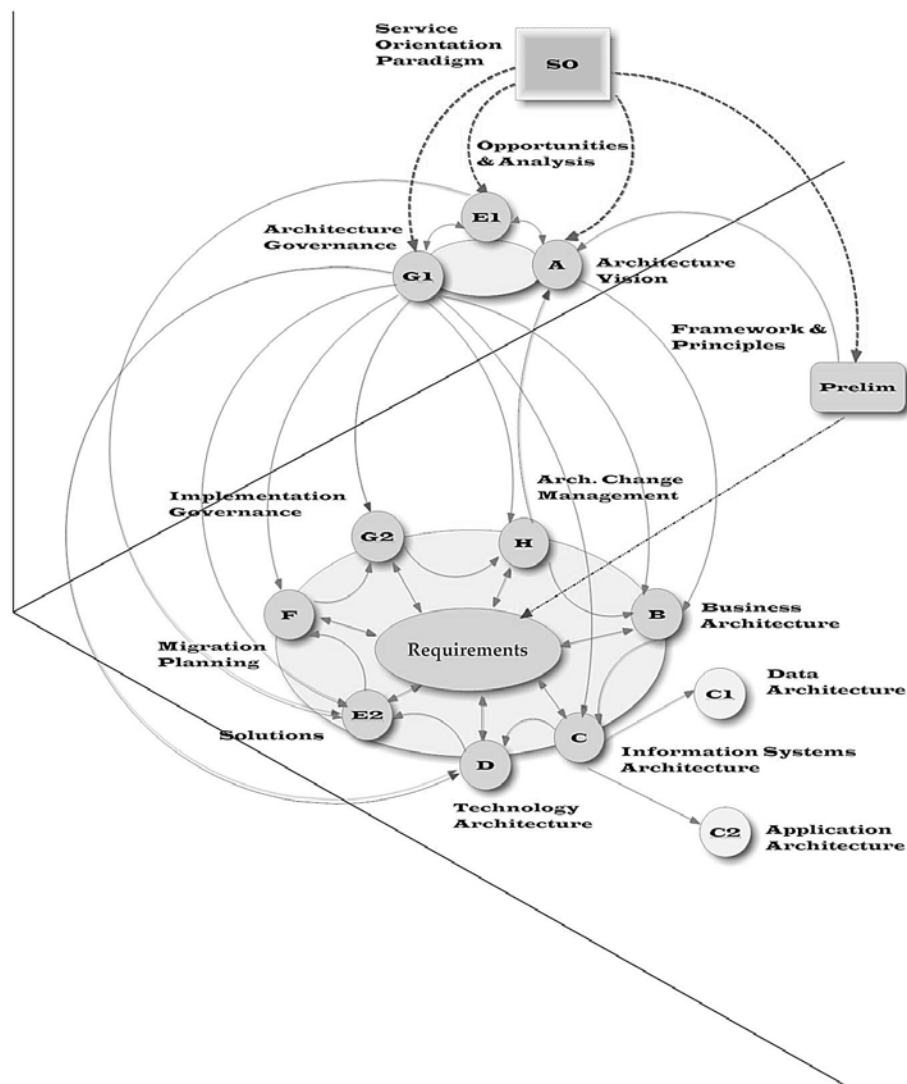 Service
Orientation
Paradigm
SO
Opportunities
& Analysis
E1
Architecture
Governance
G1
A
Architecture
Vision
Framework &
Principles
Prelim
Implementation
Governance
Arch. Change
Management
G2
H
F
B
Business
Architecture
Requirements
Migration
Planning
Data
Architecture
C1
E2
Solutions
C
D
Information Systems
Architecture
Technology
Architecture
C2
Application
Architecture